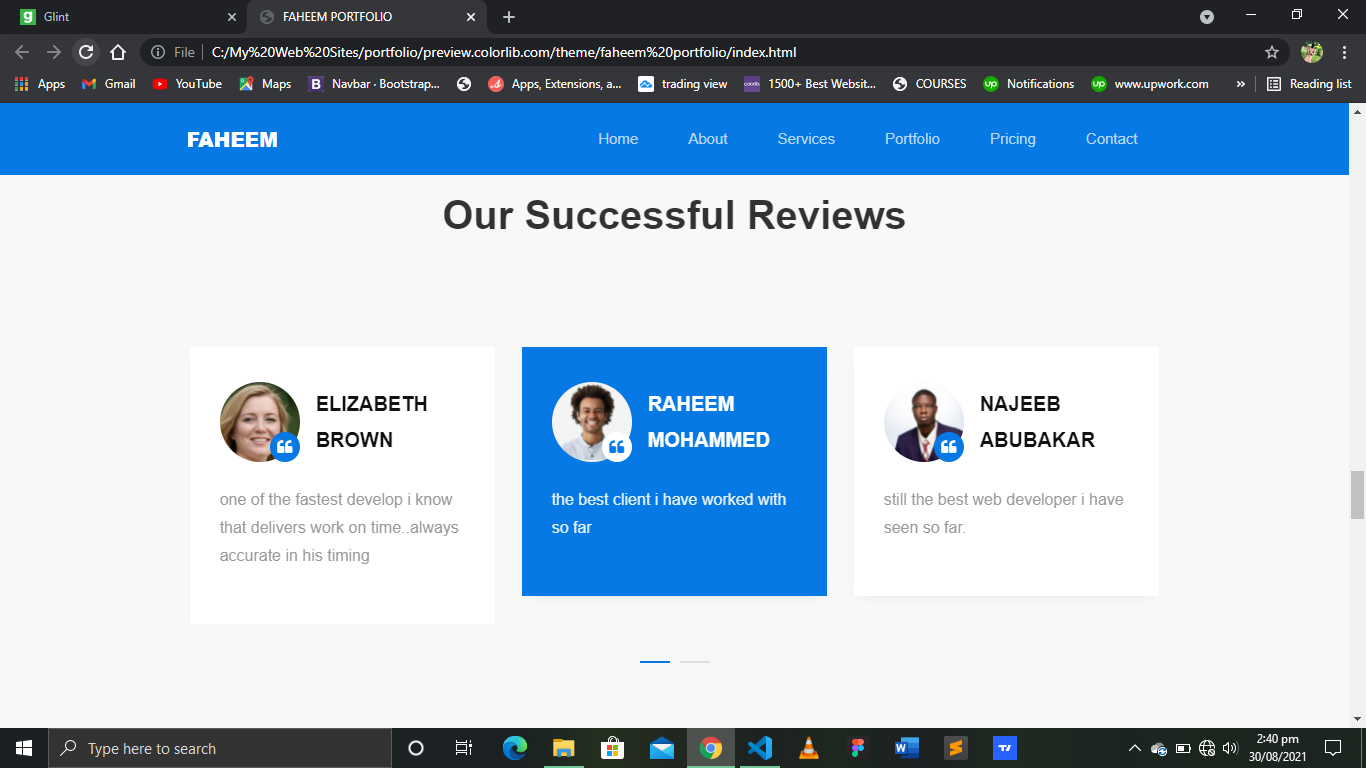 Glint
FAHEEM PORTFOLIO
File
C:/My%20Web%20Sites/portfolio/preview.colorlib.com/theme/faheem%20portfolio/index.html
Apps
Gmail
YouTube
Maps
B
Navbar · Bootstrap...
Apps, Extensions, a...
trading view
colorlib
1500+ Best Websit...
COURSES
up
Notifications
up
www.upwork.com
»
Reading list
FAHEEM
Home
About
Services
Portfolio
Pricing
Contact
Our Successful Reviews
ELIZABETH
BROWN
one of the fastest develop i know
that delivers work on time..always
accurate in his timing
RAHEEM
MOHAMMED
the best client i have worked with
so far
NAJEEB
ABUBAKAR
still the best web developer i have
seen so far.
Type here to search
2:40 pm
30/08/2021